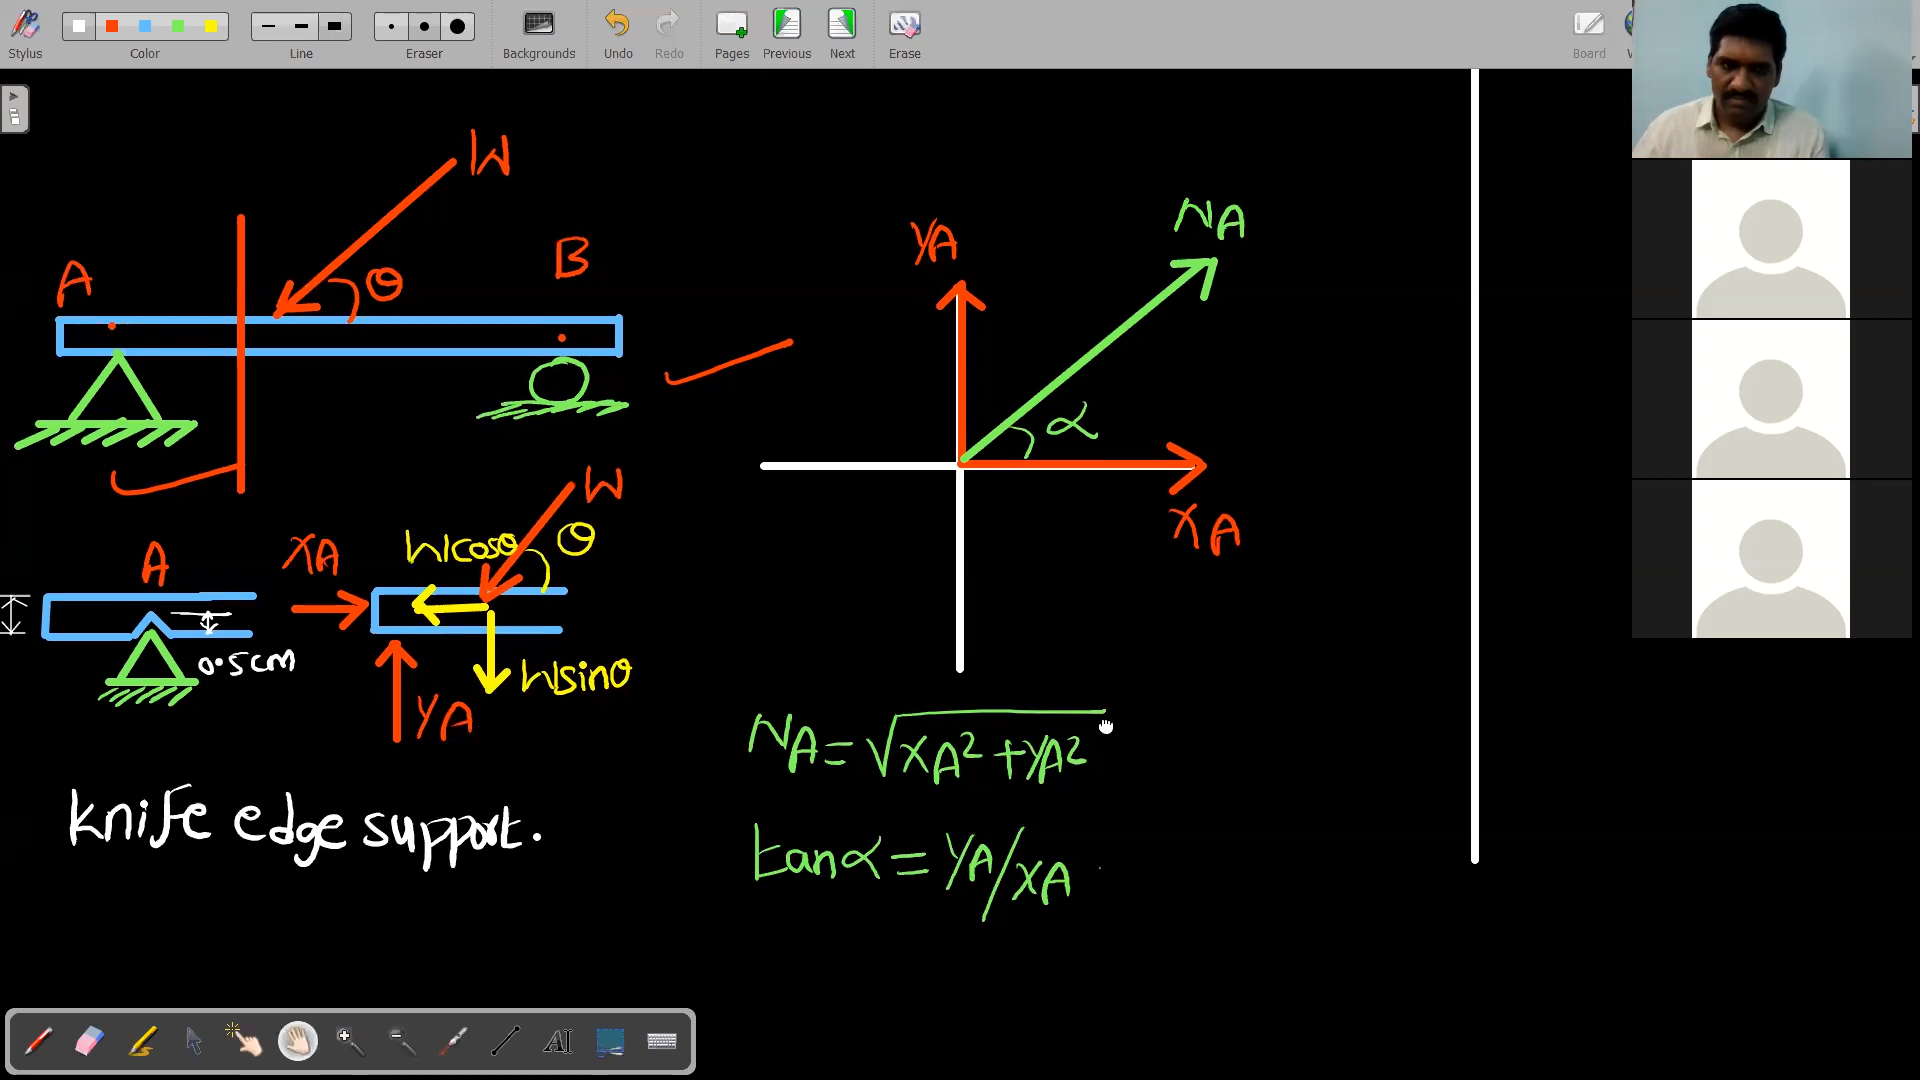 Stylus
Color
Line
Eraser
Backgrounds
Undo
Redo
Pages
Previous
Next
Erase
Board
W
A
θ
B
A
XA
Wcosθ
W
θ
0.5cm
YA
Wsinθ
knife edge support.
YA
NA
α
XA
NA = √XA² + YA²
tanα = YA/XA
AI